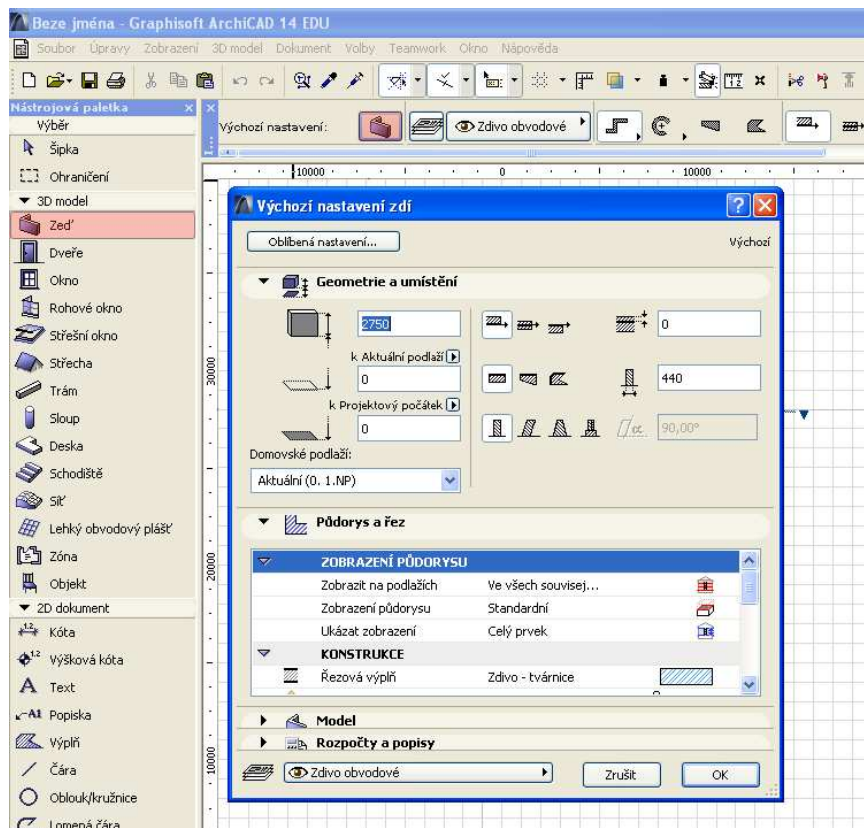 Beze jména - Graphisoft ArchiCAD 14 EDU
Soubor Úpravy Zobrazení 3D model Dokument Volby Teamwork Okno Nápověda
Nástrojová paletka
Výběr
Šipka
Ohraničení
3D model
Zeď
Dveře
Okno
Rohové okno
Střešní okno
Střecha
Trám
Sloup
Deska
Schodiště
Síť
Lehký obvodový plášť
Zóna
Objekt
2D dokument
Kóta
Výšková kóta
Text
Popiska
Výplň
Čára
Oblouk/kružnice
Lomená čára
Výchozí nastavení:
Zdivo obvodové
10000 0 10000
30000
20000
10000
Výchozí nastavení zdí
Oblíbená nastavení... Výchozí
Geometrie a umístění
2750 0
k Aktuální podlaží
0 440
k Projektový počátek
0 α 90,00°
Domovské podlaží:
Aktuální (0. 1.NP)
Půdorys a řez
ZOBRAZENÍ PŮDORYSU
Zobrazit na podlažích Ve všech souvisej...
Zobrazení půdorysu Standardní
Ukázat zobrazení Celý prvek
KONSTRUKCE
Řezová výplň Zdivo - tvárnice
Model
Rozpočty a popisy
Zdivo obvodové Zrušit OK